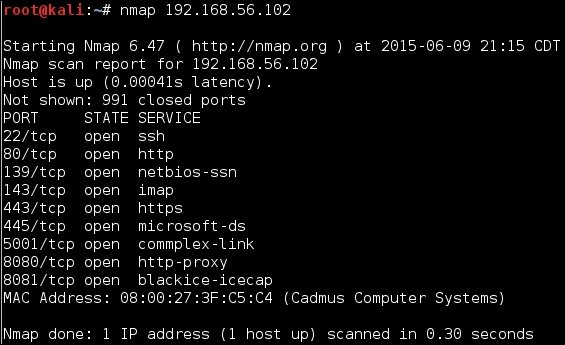 root@kali:~# nmap 192.168.56.102
Starting Nmap 6.47 ( http://nmap.org ) at 2015-06-09 21:15 CDT
Nmap scan report for 192.168.56.102
Host is up (0.00041s latency).
Not shown: 991 closed ports
PORT     STATE SERVICE
22/tcp   open  ssh
80/tcp   open  http
139/tcp  open  netbios-ssn
143/tcp  open  imap
443/tcp  open  https
445/tcp  open  microsoft-ds
5001/tcp open  commplex-link
8080/tcp open  http-proxy
8081/tcp open  blackice-icecap
MAC Address: 08:00:27:3F:C5:C4 (Cadmus Computer Systems)
Nmap done: 1 IP address (1 host up) scanned in 0.30 seconds